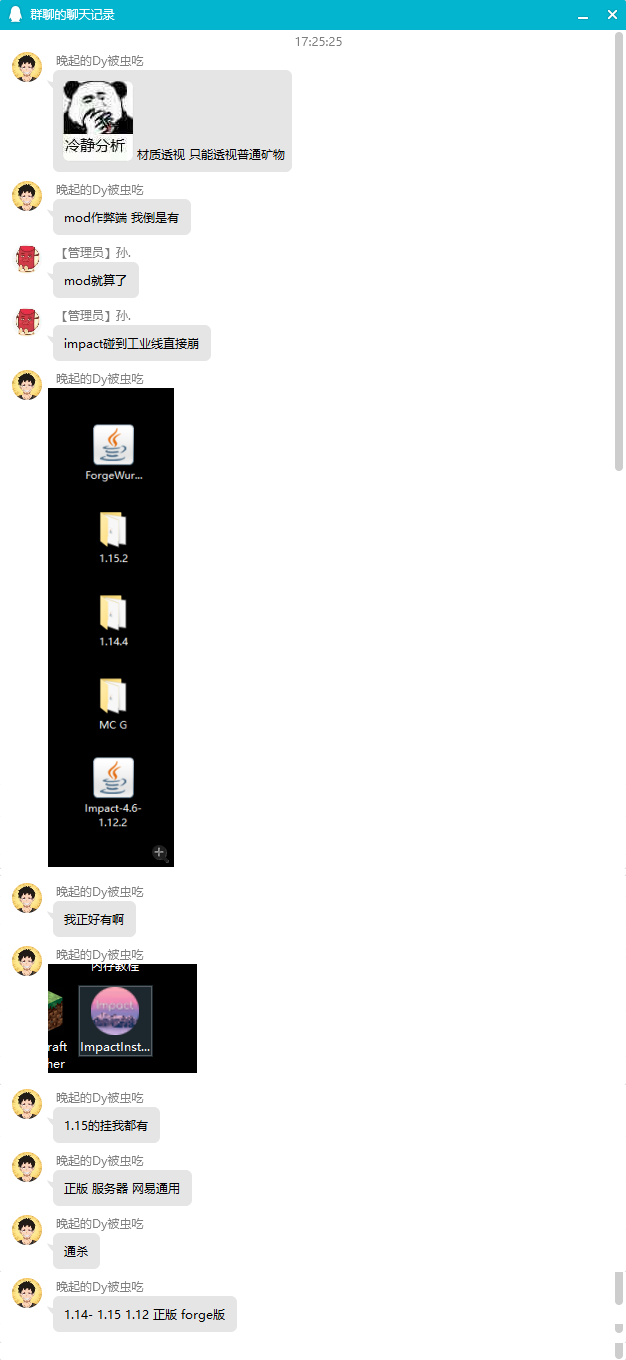 群聊的聊天记录
17:25:25
晚起的Dy被虫吃
冷静分析
材质透视 只能透视普通矿物
晚起的Dy被虫吃
mod作弊端 我倒是有
【管理员】孙.
mod就算了
【管理员】孙.
impact碰到工业线直接崩
晚起的Dy被虫吃
ForgeWur...
1.15.2
1.14.4
MC G
Impact-4.6-
1.12.2
晚起的Dy被虫吃
我正好有啊
晚起的Dy被虫吃
内存教程
Impact
raft
ImpactInst...
her
晚起的Dy被虫吃
1.15的挂我都有
晚起的Dy被虫吃
正版 服务器 网易通用
晚起的Dy被虫吃
通杀
晚起的Dy被虫吃
1.14- 1.15 1.12 正版 forge版